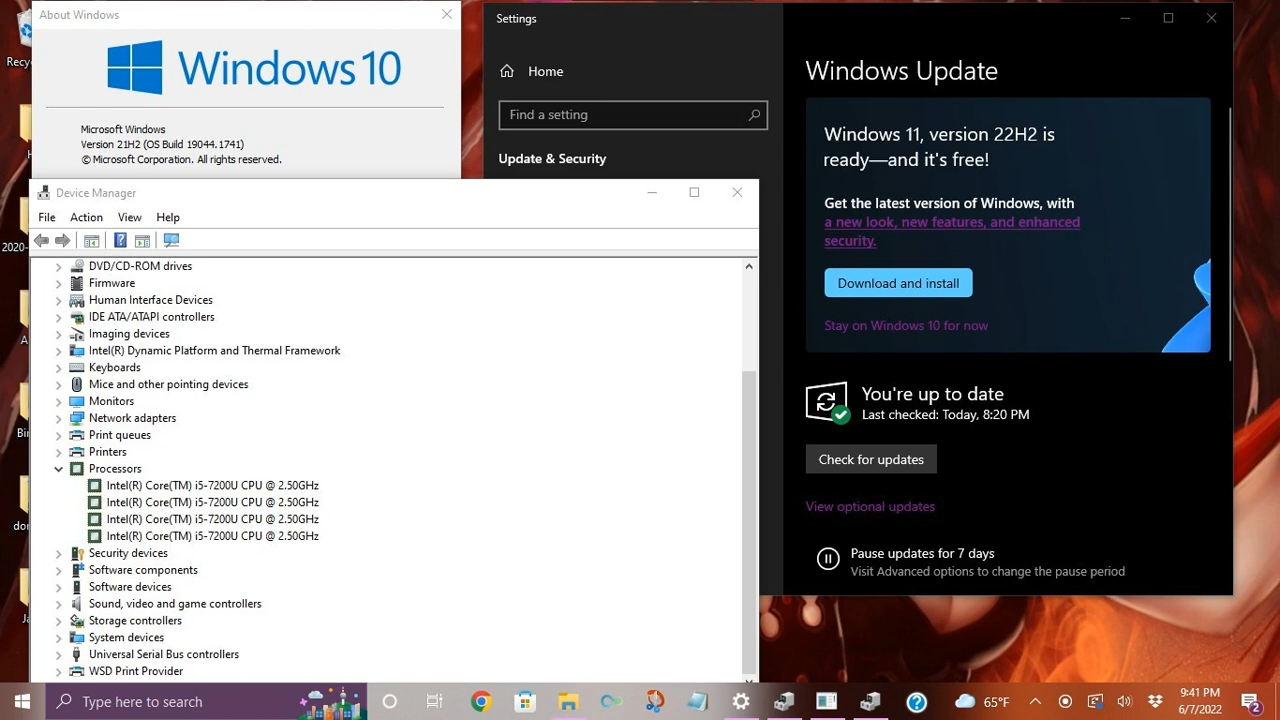 About Windows
Windows 10
Microsoft Windows
Version 21H2 (OS Build 19044.1741)
© Microsoft Corporation. All rights reserved.
Settings
Home
Find a setting
Update & Security
Windows Update
Windows 11, version 22H2 is
ready—and it's free!
Get the latest version of Windows, with
a new look, new features, and enhanced
security.
Download and install
Stay on Windows 10 for now
You're up to date
Last checked: Today, 8:20 PM
Check for updates
View optional updates
Pause updates for 7 days
Visit Advanced options to change the pause period
Device Manager
File Action View Help
DVD/CD-ROM drives
Firmware
Human Interface Devices
IDE ATA/ATAPI controllers
Imaging devices
Intel(R) Dynamic Platform and Thermal Framework
Keyboards
Mice and other pointing devices
Monitors
Network adapters
Print queues
Printers
Processors
Intel(R) Core(TM) i5-7200U CPU @ 2.50GHz
Intel(R) Core(TM) i5-7200U CPU @ 2.50GHz
Intel(R) Core(TM) i5-7200U CPU @ 2.50GHz
Intel(R) Core(TM) i5-7200U CPU @ 2.50GHz
Security devices
Software components
Software devices
Sound, video and game controllers
Storage controllers
System devices
Universal Serial Bus controllers
WSD Print Provider
Recyc
2020-
Bin
dor
Ja
Type here to search
65°F
9:41 PM
6/7/2022
2